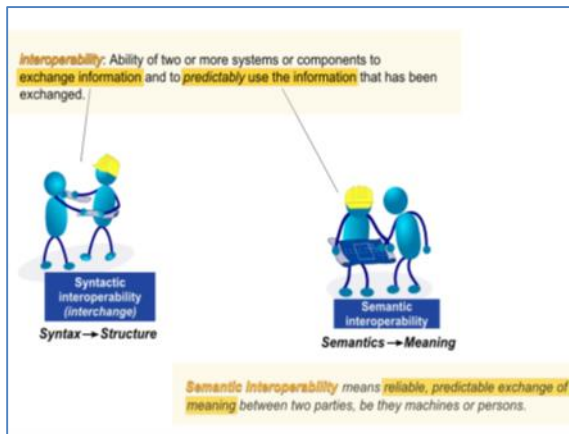 Interoperability: Ability of two or more systems or components to
exchange information and to predictably use the information that has been
exchanged.
Syntactic
interoperability
(interchange)
Syntax→Structure
Semantic
interoperability
Semantics→Meaning
Semantic Interoperability means reliable, predictable exchange of
meaning between two parties, be they machines or persons.